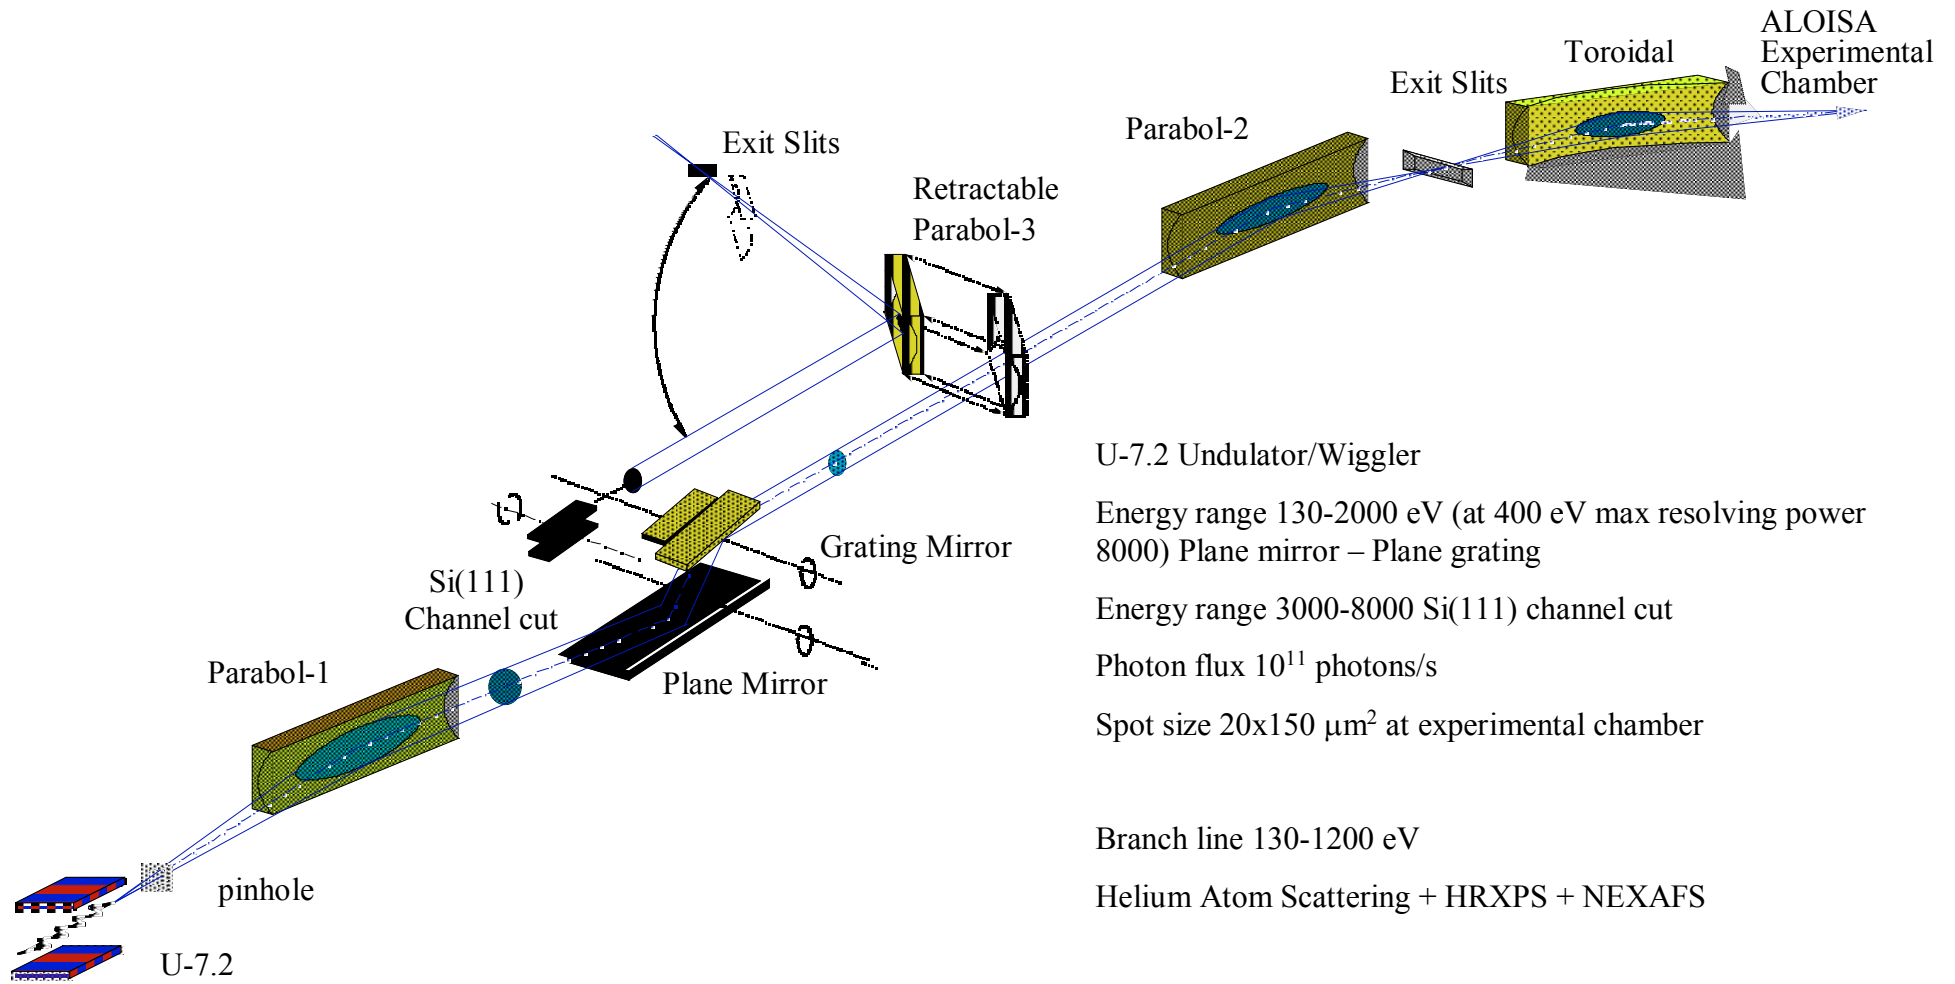 ALOISA
Experimental
Chamber
Toroidal
Exit Slits
Parabol-2
Exit Slits
Retractable
Parabol-3
U-7.2 Undulator/Wiggler
Energy range 130-2000 eV (at 400 eV max resolving power
8000) Plane mirror – Plane grating
Grating Mirror
Si(111)
Channel cut
Energy range 3000-8000 Si(111) channel cut
Parabol-1
Plane Mirror
Photon flux 10¹¹ photons/s
Spot size 20x150 µm² at experimental chamber
Branch line 130-1200 eV
pinhole
Helium Atom Scattering + HRXPS + NEXAFS
U-7.2